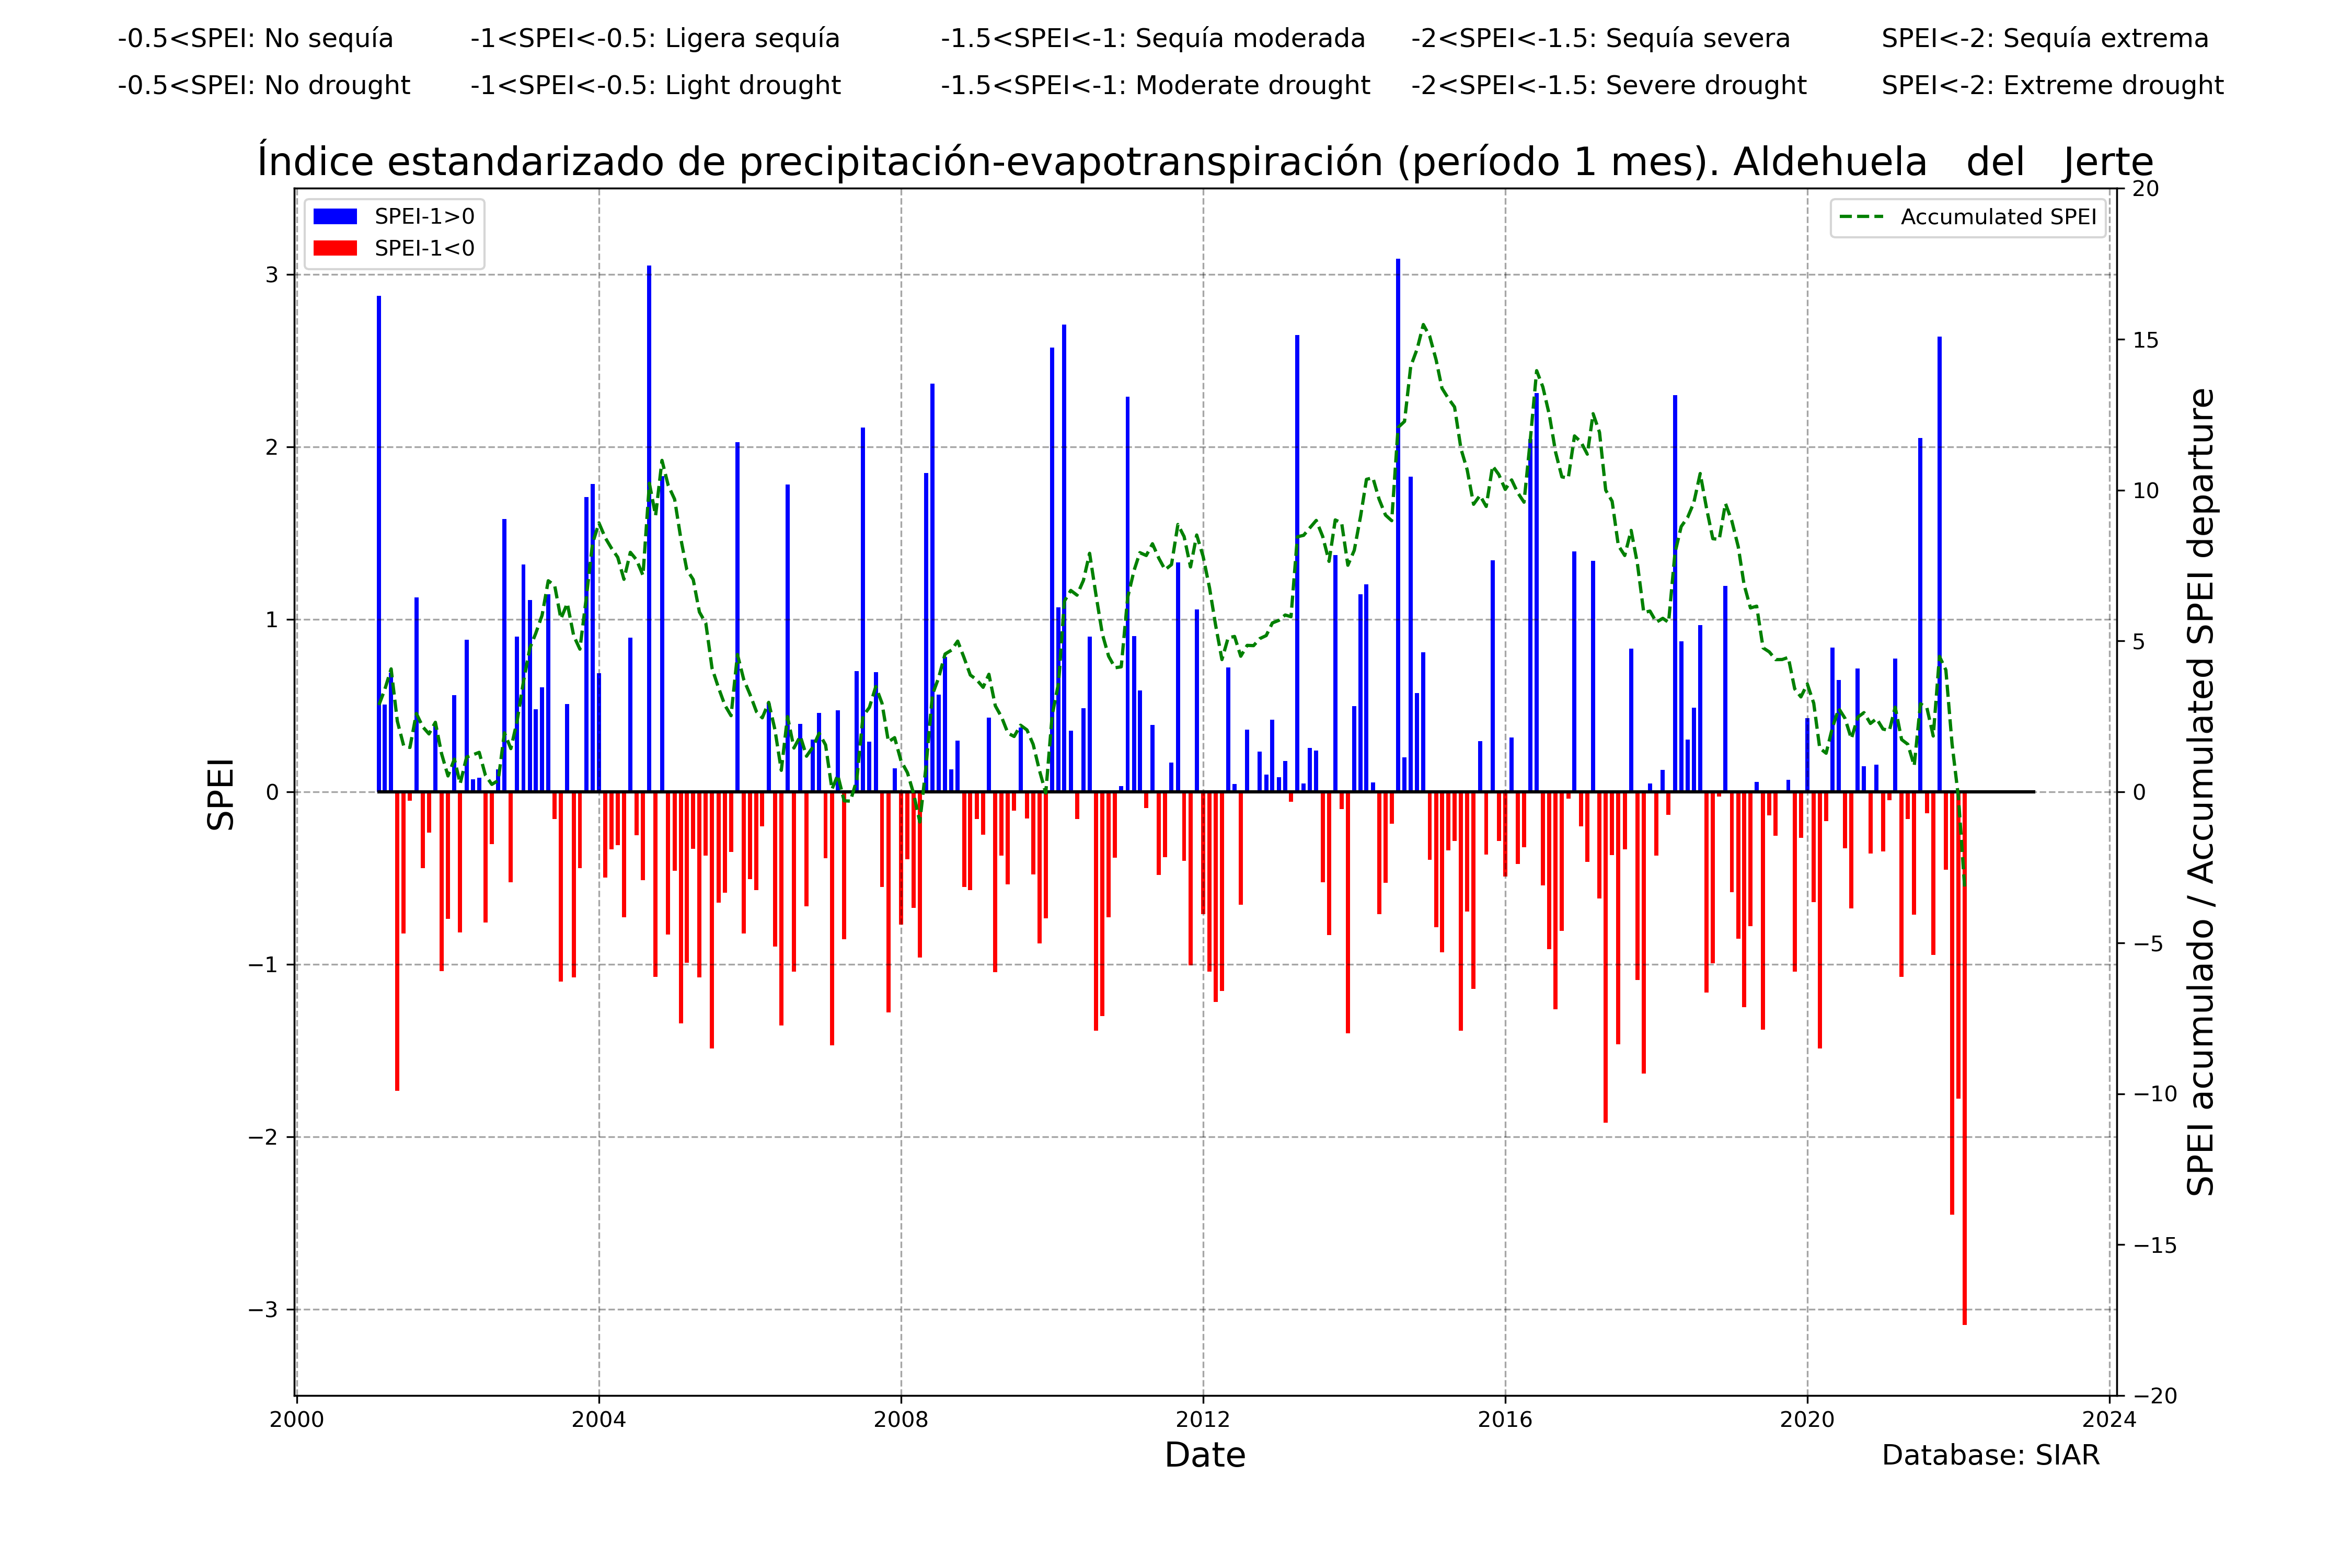 -0.5<SPEI: No sequía -1<SPEI<-0.5: Ligera sequía -1.5<SPEI<-1: Sequía moderada -2<SPEI<-1.5: Sequía severa SPEI<-2: Sequía extrema
-0.5<SPEI: No drought -1<SPEI<-0.5: Light drought -1.5<SPEI<-1: Moderate drought -2<SPEI<-1.5: Severe drought SPEI<-2: Extreme drought
Índice estandarizado de precipitación-evapotranspiración (período 1 mes). Aldehuela del Jerte
SPEI-1>0
SPEI-1<0
Accumulated SPEI
SPEI
3
2
1
0
−1
−2
−3
20
15
10
5
0
−5
−10
−15
−20
SPEI acumulado / Accumulated SPEI departure
2000 2004 2008 2012 2016 2020 2024
Date
Database: SIAR